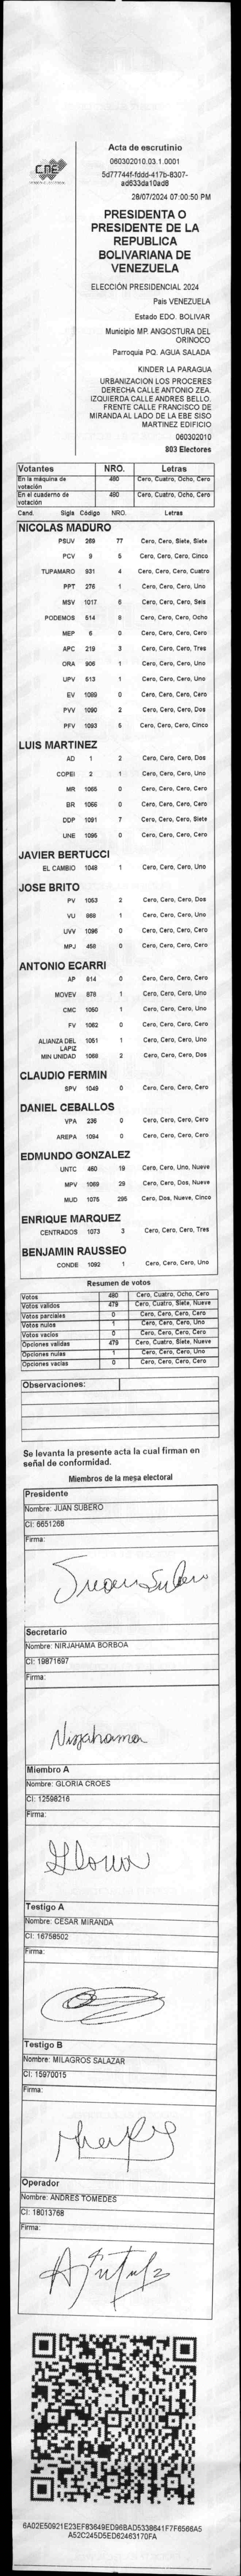 CNE
Acta de escrutinio
060302010.03.1.0001
5d77744f-fddd-417b-8307-
ad633da10ad8
28/07/2024 07:00:50 PM
PRESIDENTA O
PRESIDENTE DE LA
REPUBLICA
BOLIVARIANA DE
VENEZUELA
ELECCIÓN PRESIDENCIAL 2024
País VENEZUELA
Estado EDO. BOLIVAR
Municipio MP. ANGOSTURA DEL
ORINOCO
Parroquia PQ. AGUA SALADA
KINDER LA PARAGUA
URBANIZACION LOS PROCERES
DERECHA CALLE ANTONIO ZEA.
IZQUIERDA CALLE ANDRES BELLO.
FRENTE CALLE FRANCISCO DE
MIRANDA AL LADO DE LA EBE SISO
MARTINEZ EDIFICIO
060302010
803 Electores
Votantes NRO. Letras
En la máquina de votación 480 Cero, Cuatro, Ocho, Cero
En el cuaderno de votación 480 Cero, Cuatro, Ocho, Cero
Cand. Sigla Código NRO. Letras
NICOLAS MADURO
PSUV 269 77 Cero, Cero, Siete, Siete
PCV 9 5 Cero, Cero, Cero, Cinco
TUPAMARO 931 4 Cero, Cero, Cero, Cuatro
PPT 276 1 Cero, Cero, Cero, Uno
MSV 1017 6 Cero, Cero, Cero, Seis
PODEMOS 514 8 Cero, Cero, Cero, Ocho
MEP 6 0 Cero, Cero, Cero, Cero
APC 219 3 Cero, Cero, Cero, Tres
ORA 906 1 Cero, Cero, Cero, Uno
UPV 513 1 Cero, Cero, Cero, Uno
EV 1089 0 Cero, Cero, Cero, Cero
PVV 1090 2 Cero, Cero, Cero, Dos
PFV 1093 5 Cero, Cero, Cero, Cinco
LUIS MARTINEZ
AD 1 2 Cero, Cero, Cero, Dos
COPEI 2 1 Cero, Cero, Cero, Uno
MR 1065 0 Cero, Cero, Cero, Cero
BR 1066 0 Cero, Cero, Cero, Cero
DDP 1091 7 Cero, Cero, Cero, Siete
UNE 1095 0 Cero, Cero, Cero, Cero
JAVIER BERTUCCI
EL CAMBIO 1048 1 Cero, Cero, Cero, Uno
JOSE BRITO
PV 1053 2 Cero, Cero, Cero, Dos
VU 868 1 Cero, Cero, Cero, Uno
UVV 1096 0 Cero, Cero, Cero, Cero
MPJ 458 0 Cero, Cero, Cero, Cero
ANTONIO ECARRI
AP 914 0 Cero, Cero, Cero, Cero
MOVEV 878 1 Cero, Cero, Cero, Uno
CMC 1050 1 Cero, Cero, Cero, Uno
FV 1062 0 Cero, Cero, Cero, Cero
ALIANZA DEL LAPIZ 1051 1 Cero, Cero, Cero, Uno
MIN UNIDAD 1068 2 Cero, Cero, Cero, Dos
CLAUDIO FERMIN
SPV 1049 0 Cero, Cero, Cero, Cero
DANIEL CEBALLOS
VPA 236 0 Cero, Cero, Cero, Cero
AREPA 1094 0 Cero, Cero, Cero, Cero
EDMUNDO GONZALEZ
UNTC 460 19 Cero, Cero, Uno, Nueve
MPV 1069 29 Cero, Cero, Dos, Nueve
MUD 1075 295 Cero, Dos, Nueve, Cinco
ENRIQUE MARQUEZ
CENTRADOS 1073 3 Cero, Cero, Cero, Tres
BENJAMIN RAUSSEO
CONDE 1092 1 Cero, Cero, Cero, Uno
Resumen de votos
Votos 480 Cero, Cuatro, Ocho, Cero
Votos validos 479 Cero, Cuatro, Siete, Nueve
Votos parciales 0 Cero, Cero, Cero, Cero
Votos nulos 1 Cero, Cero, Cero, Uno
Votos vacios 0 Cero, Cero, Cero, Cero
Opciones validas 479 Cero, Cuatro, Siete, Nueve
Opciones nulas 1 Cero, Cero, Cero, Uno
Opciones vacias 0 Cero, Cero, Cero, Cero
Observaciones:
Se levanta la presente acta la cual firman en
señal de conformidad.
Miembros de la mesa electoral
Presidente
Nombre: JUAN SUBERO
CI: 6651268
Firma:
Juan Subero
Secretario
Nombre: NIRJAHAMA BORBOA
CI: 19871697
Firma:
Nirjahama
Miembro A
Nombre: GLORIA CROES
CI: 12598216
Firma:
Gloria
Testigo A
Nombre: CESAR MIRANDA
CI: 16758502
Firma:
Testigo B
Nombre: MILAGROS SALAZAR
CI: 15970015
Firma:
Operador
Nombre: ANDRES TOMEDES
CI: 18013768
Firma:
6A02E50921E23EF83649ED96BAD5338641F7F6566A5
A52C245D5ED62463170FA